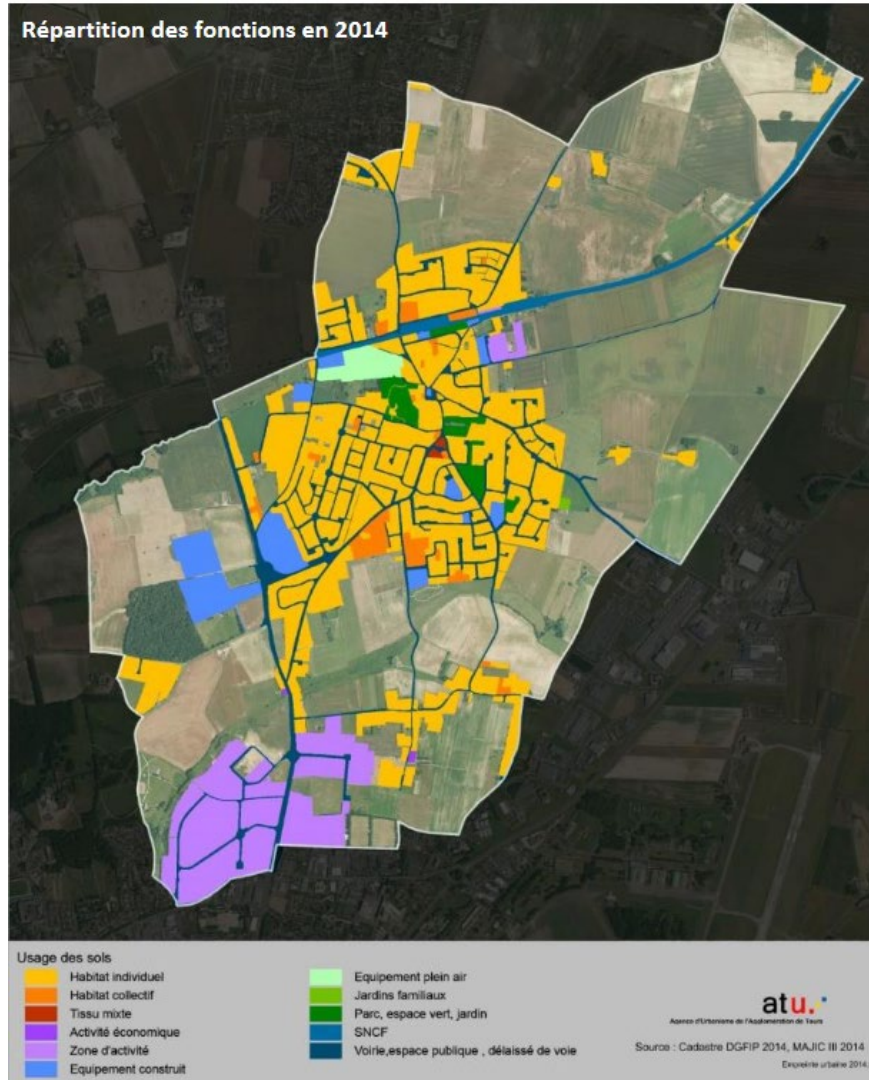 Répartition des fonctions en 2014
Usage des sols
Habitat individuel
Habitat collectif
Tissu mixte
Activité économique
Zone d'activité
Equipement construit
Equipement plein air
Jardins familiaux
Parc, espace vert, jardin
SNCF
Voirie,espace publique , délaissé de voie
atu.
Agence d'Urbanisme de l'Agglomération de Tours
Source : Cadastre DGFIP 2014, MAJIC III 2014
Empreinte urbaine 2014.